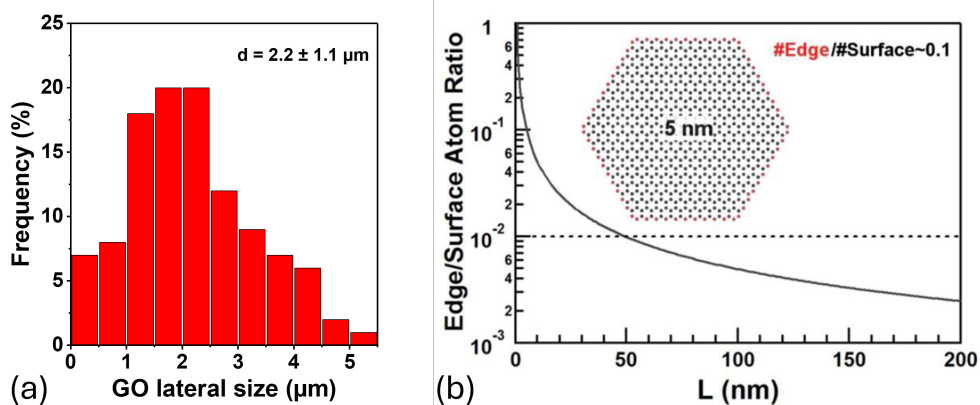 25
20
15
10
5
0
Frequency (%)
d = 2.2 ± 1.1 µm
0 1 2 3 4 5
GO lateral size (µm)
(a)
1
6
4
2
10⁻¹
6
4
2
10⁻²
6
4
2
10⁻³
Edge/Surface Atom Ratio
#Edge/#Surface~0.1
5 nm
0 50 100 150 200
L (nm)
(b)